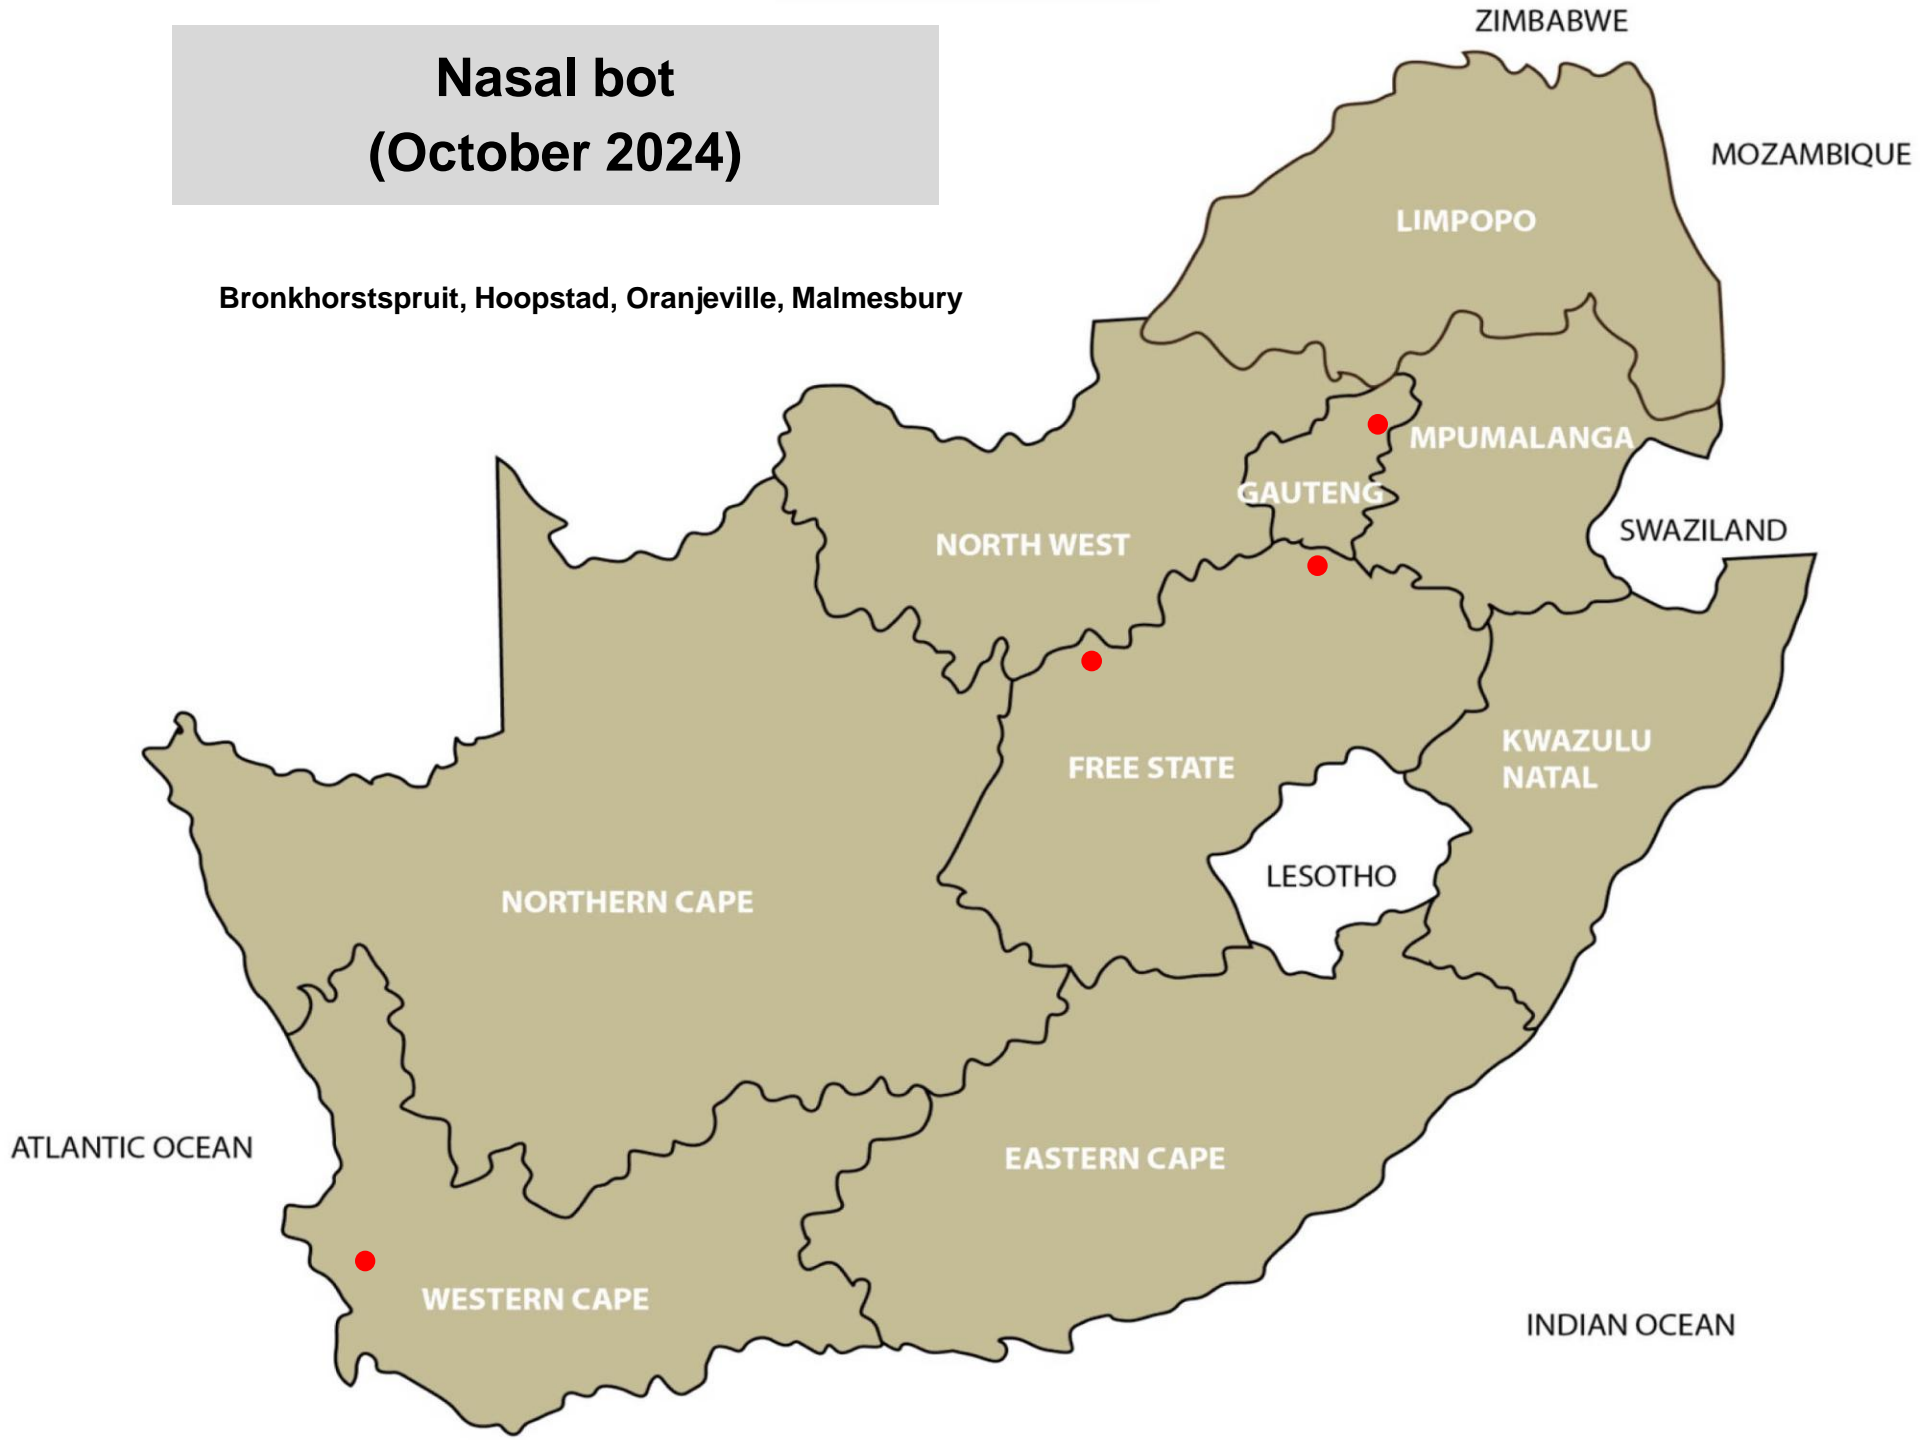 ZIMBABWE
Nasal bot
(October 2024)
MOZAMBIQUE
LIMPOPO
Bronkhorstspruit, Hoopstad, Oranjeville, Malmesbury
MPUMALANGA
GAUTENG
SWAZILAND
NORTH WEST
KWAZULU
NATAL
FREE STATE
LESOTHO
NORTHERN CAPE
ATLANTIC OCEAN
EASTERN CAPE
WESTERN CAPE
INDIAN OCEAN